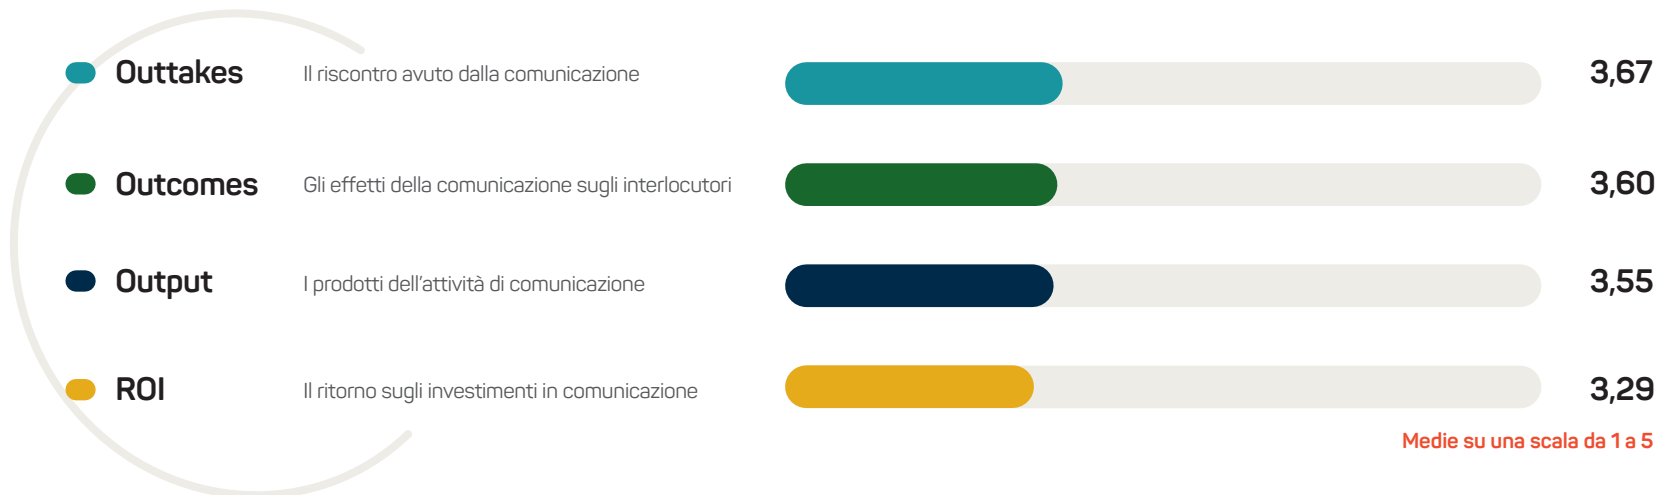 Outtakes Il riscontro avuto dalla comunicazione 3,67
Outcomes Gli effetti della comunicazione sugli interlocutori 3,60
Output I prodotti dell'attività di comunicazione 3,55
ROI Il ritorno sugli investimenti in comunicazione 3,29
Medie su una scala da 1 a 5